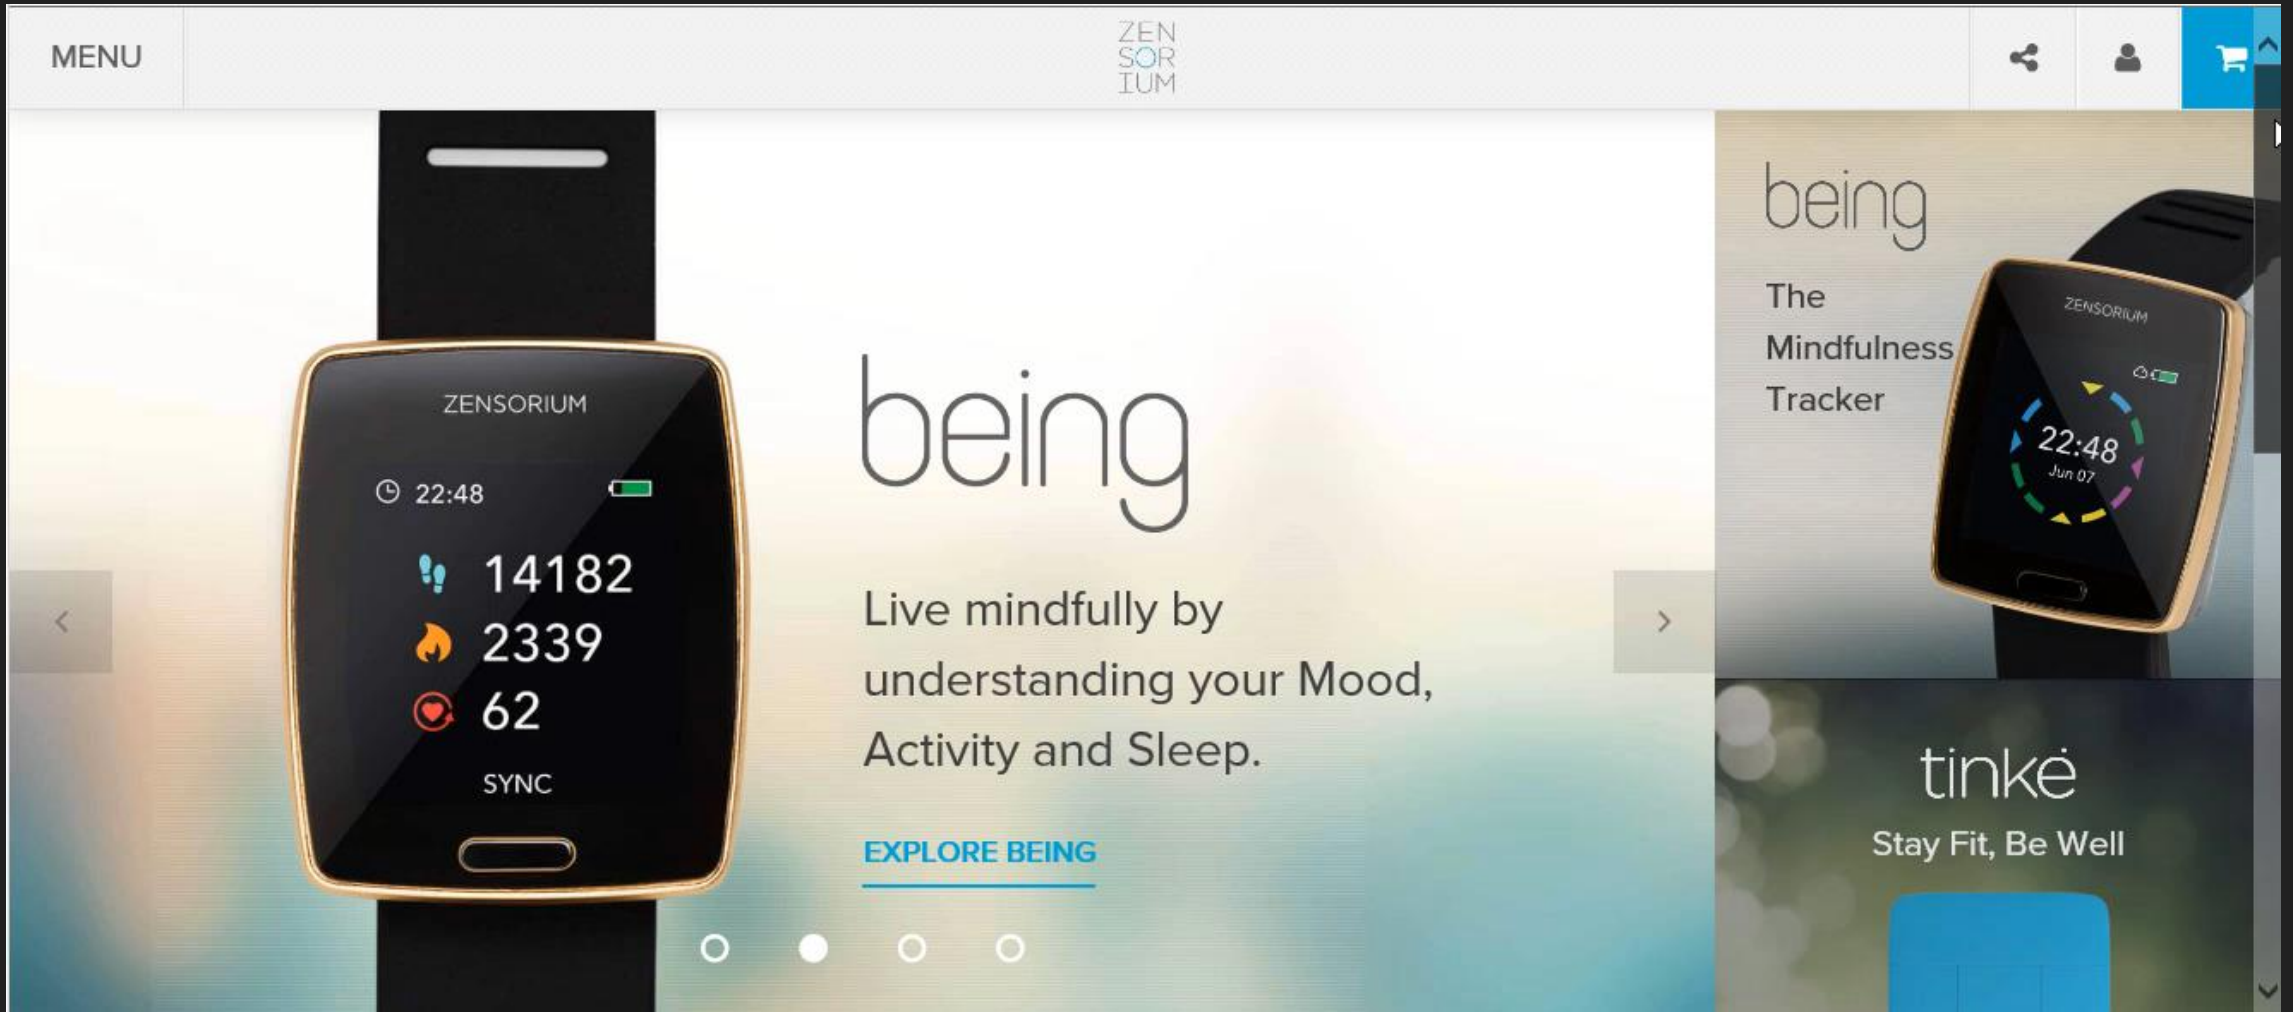 MENU
ZEN
SOR
IUM
ZENSORIUM
22:48
14182
2339
62
SYNC
being
Live mindfully by
understanding your Mood,
Activity and Sleep.
EXPLORE BEING
being
The
Mindfulness
Tracker
ZENSORIUM
22:48
Jun 07
tinkė
Stay Fit, Be Well